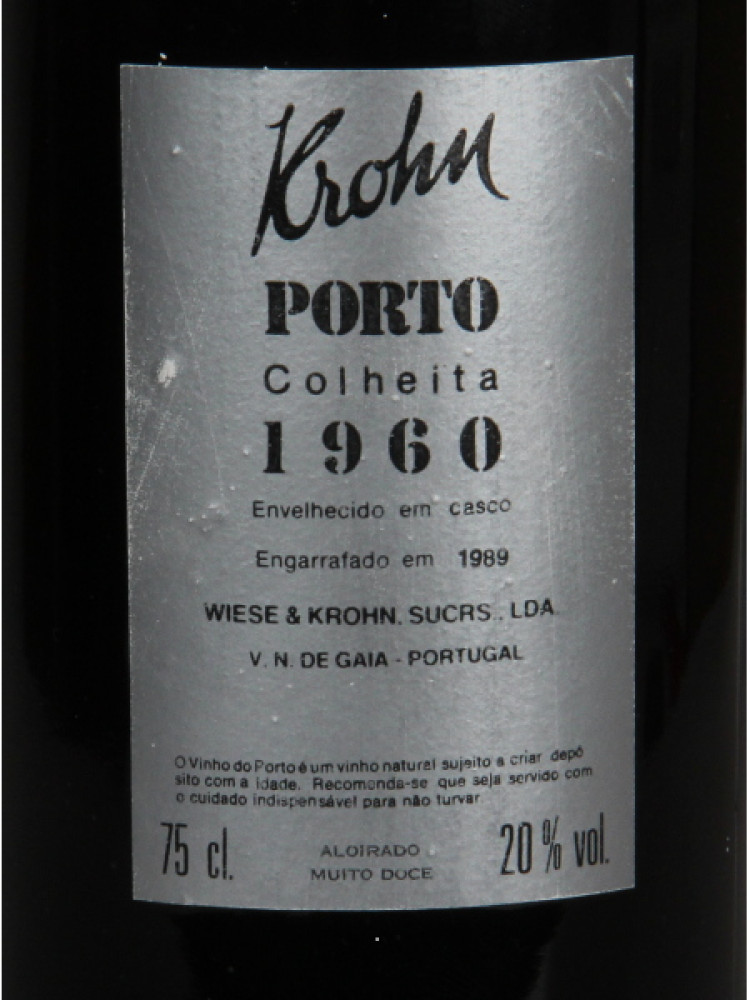 Krohn
PORTO
Colheita
1960
Envelhecido em casco
Engarrafado em 1989
WIESE & KROHN, SUCRS., LDA.
V. N. DE GAIA - PORTUGAL
O Vinho do Porto é um vinho natural sujeito a criar depó
sito com a idade. Recomenda-se que seja servido com
o cuidado indispensável para não turvar
75 cl.
ALOIRADO
MUITO DOCE
20% vol.